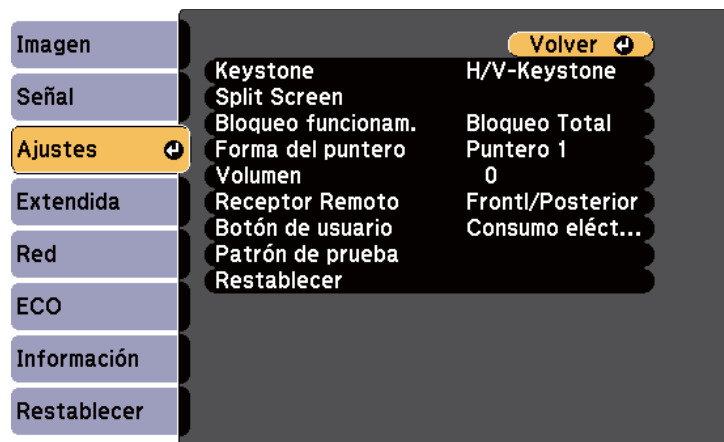 Imagen
Señal
Ajustes
Extendida
Red
ECO
Información
Restablecer
Volver
Keystone H/V-Keystone
Split Screen
Bloqueo funcionam. Bloqueo Total
Forma del puntero Puntero 1
Volumen 0
Receptor Remoto Frontl/Posterior
Botón de usuario Consumo eléct...
Patrón de prueba
Restablecer